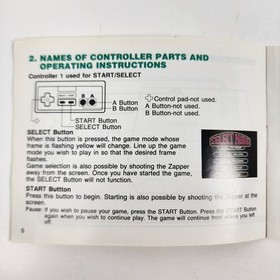 2. NAMES OF CONTROLLER PARTS AND
OPERATING INSTRUCTIONS
Controller 1 used for START/SELECT
B A
A Button
B Button
START Button
SELECT Button
Control pad-not used.
A Button-not used.
B Button-not used.
SELECT Button
When this button is pressed, the game mode whose
frame is flashing yellow will change. Line up the game
mode you wish to play in so that the desired frame
flashes.
Game selection is also possible by shooting the Zapper
away from the screen. Once you have started the game,
the SELECT Button will not function.
START Buttton
Press this button to begin. Starting is also possible by shooting the Zapper at the
screen.
Pause: If you wish to pause your game, press the START Button. Press the START Button
again when you wish to continue play. The game will continue from where you left
off.
5